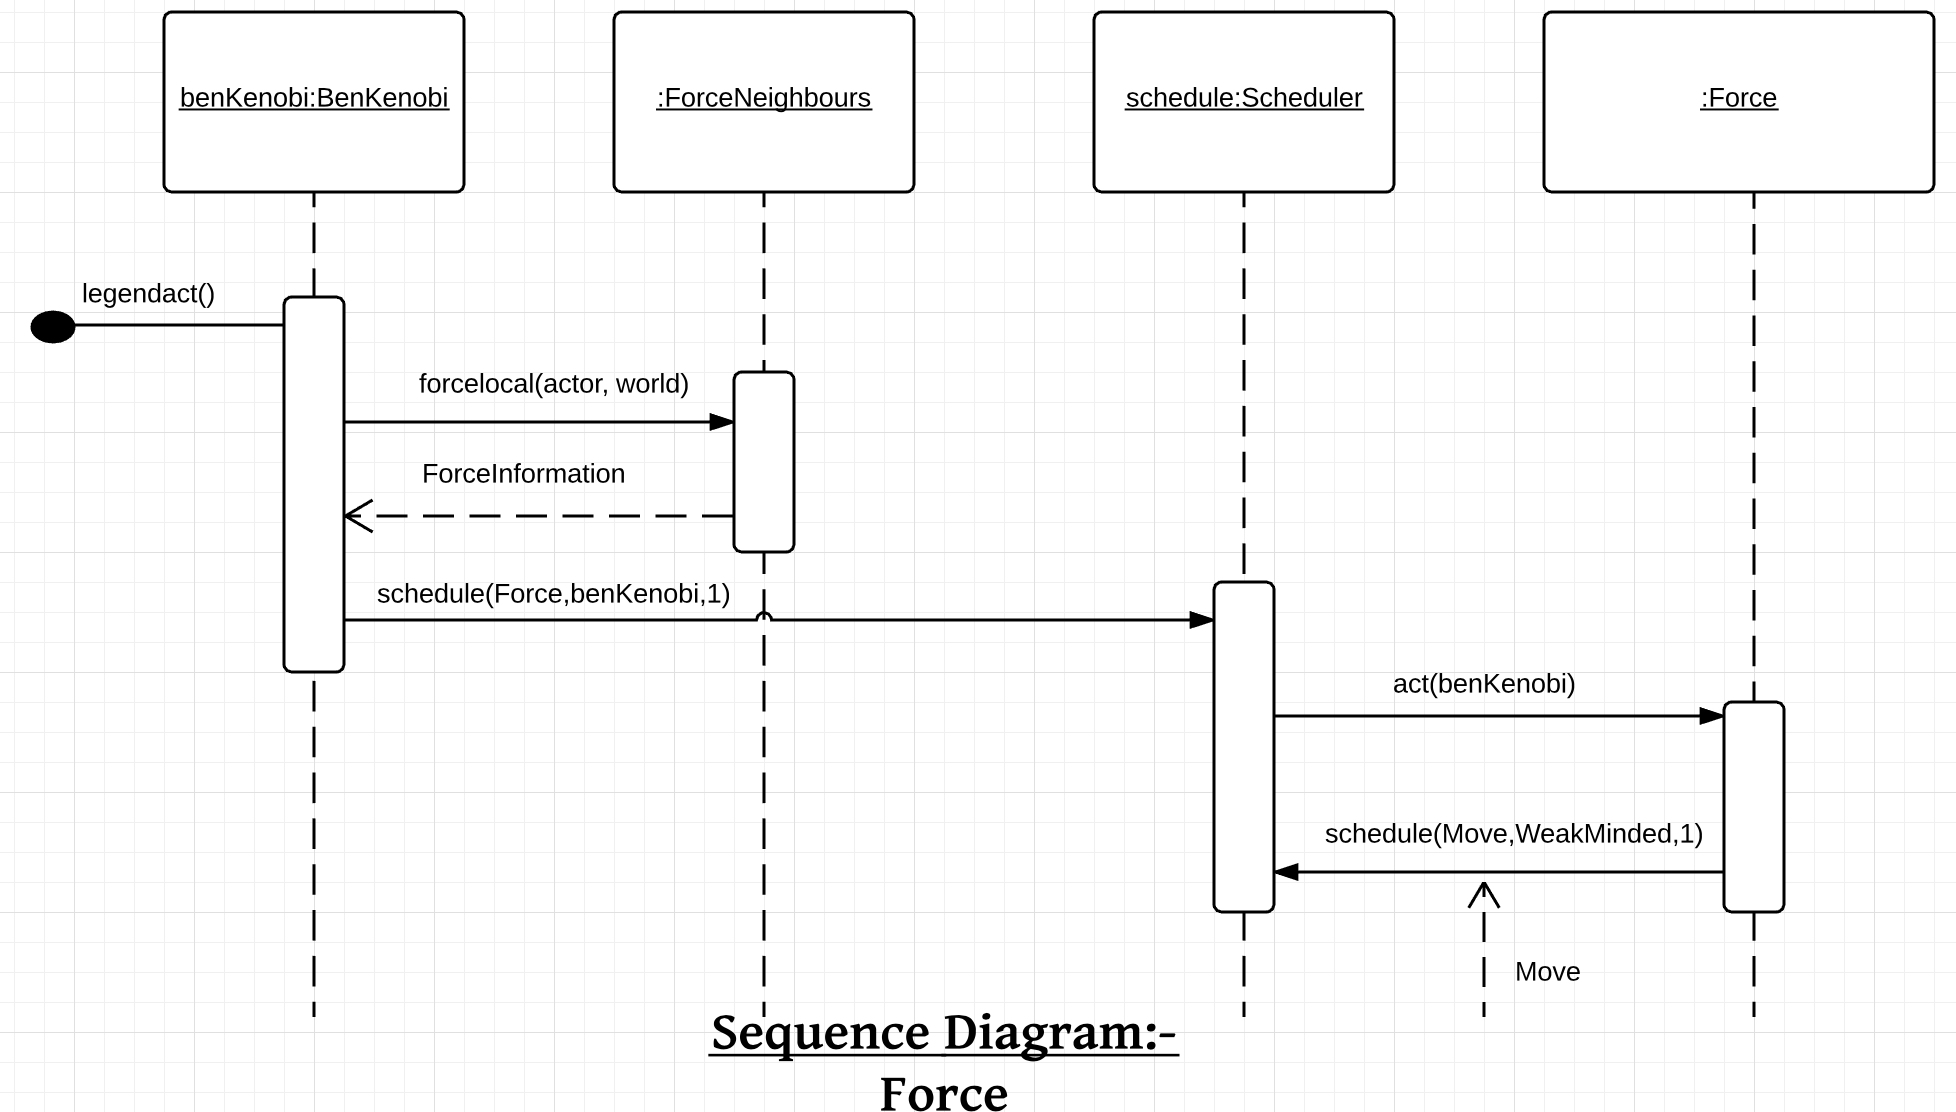 benKenobi:BenKenobi
:ForceNeighbours
schedule:Scheduler
:Force
legendact()
forcelocal(actor, world)
ForceInformation
schedule(Force,benKenobi,1)
act(benKenobi)
schedule(Move,WeakMinded,1)
Move
Sequence Diagram:-
Force